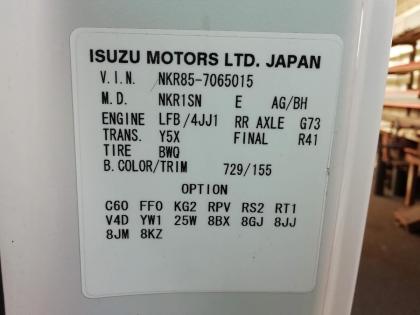 ISUZU MOTORS LTD. JAPAN
V.I.N. NKR85-7065015
M.D. NKR1SN E AG/BH
ENGINE LFB/4JJ1 RR AXLE G73
TRANS. Y5X FINAL R41
TIRE BWQ
B.COLOR/TRIM 729/155
OPTION
C60 FF0 KG2 RPV RS2 RT1
V4D YW1 25W 8BX 8GJ 8JJ
8JM 8KZ